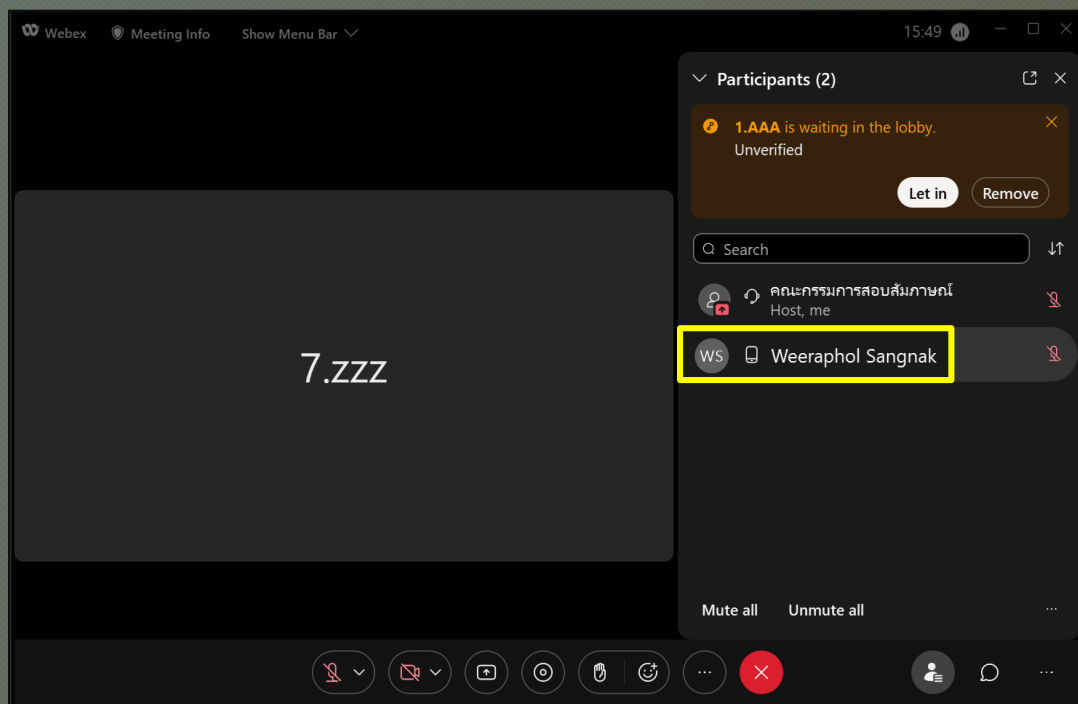 Webex
Meeting Info
Show Menu Bar
15:49
Participants (2)
1.AAA is waiting in the lobby.
Unverified
Let in
Remove
Search
คณะกรรมการสอบสัมภาษณ์
Host, me
WS
Weeraphol Sangnak
7.zzz
Mute all
Unmute all